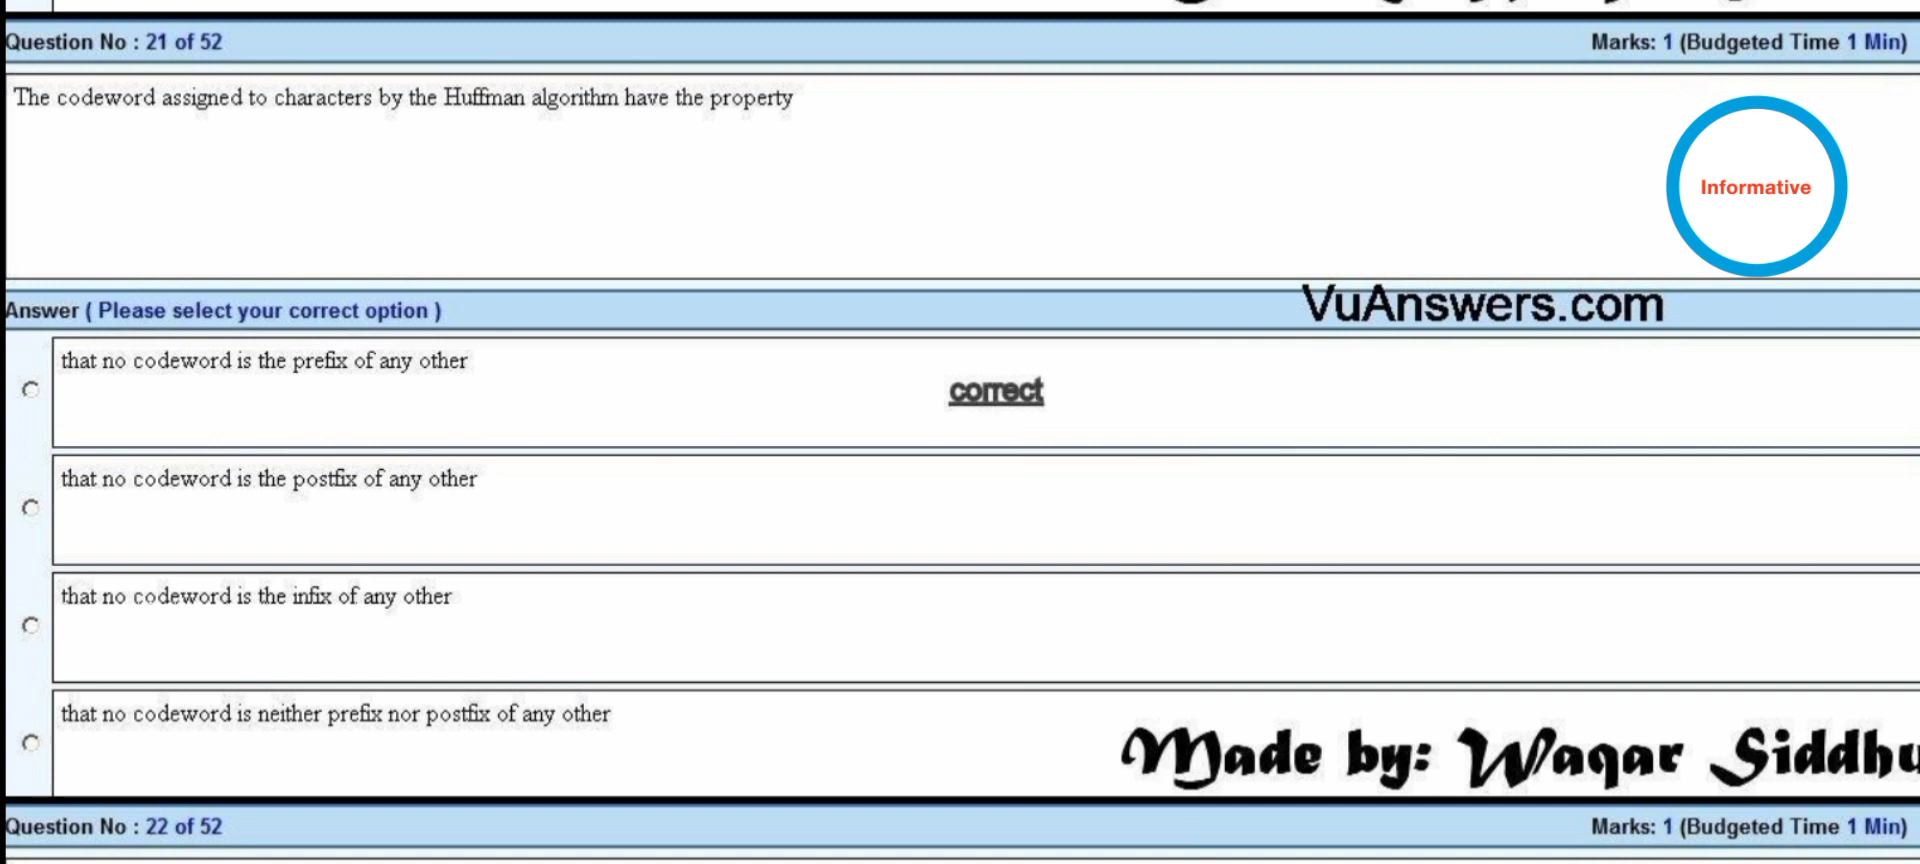 Question No : 21 of 52 Marks: 1 (Budgeted Time 1 Min)
The codeword assigned to characters by the Huffman algorithm have the property
Informative
VuAnswers.com
Answer ( Please select your correct option )
that no codeword is the prefix of any other
correct
that no codeword is the postfix of any other
that no codeword is the infix of any other
that no codeword is neither prefix nor postfix of any other
Made by: Waqar Siddhu
Question No : 22 of 52 Marks: 1 (Budgeted Time 1 Min)